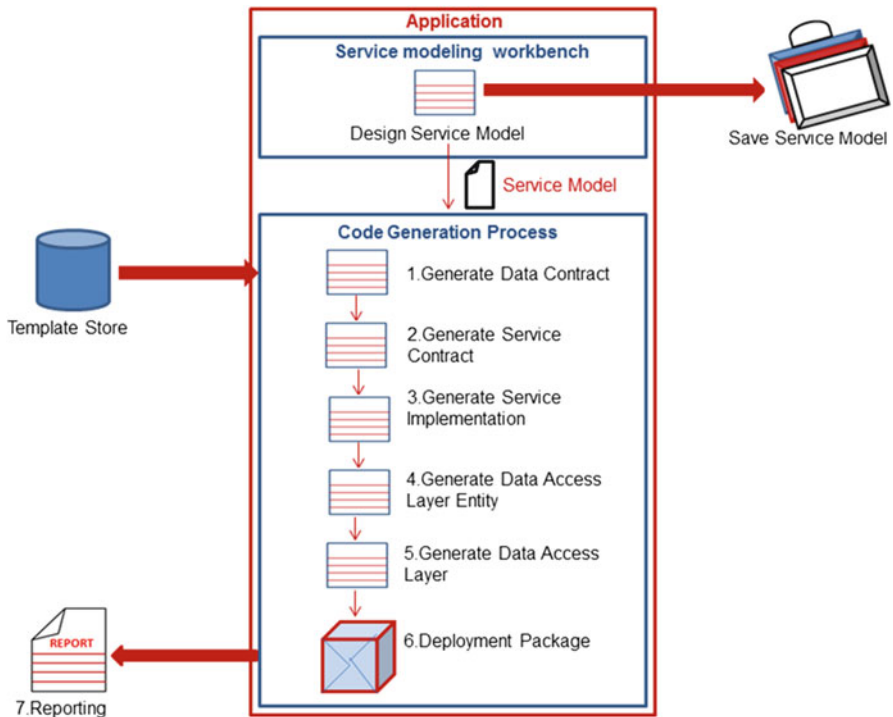 Application
Service modeling workbench
Design Service Model
Save Service Model
Service Model
Code Generation Process
Template Store
1.Generate Data Contract
2.Generate Service
Contract
3.Generate Service
Implementation
4.Generate Data Access
Layer Entity
5.Generate Data Access
Layer
6.Deployment Package
REPORT
7.Reporting